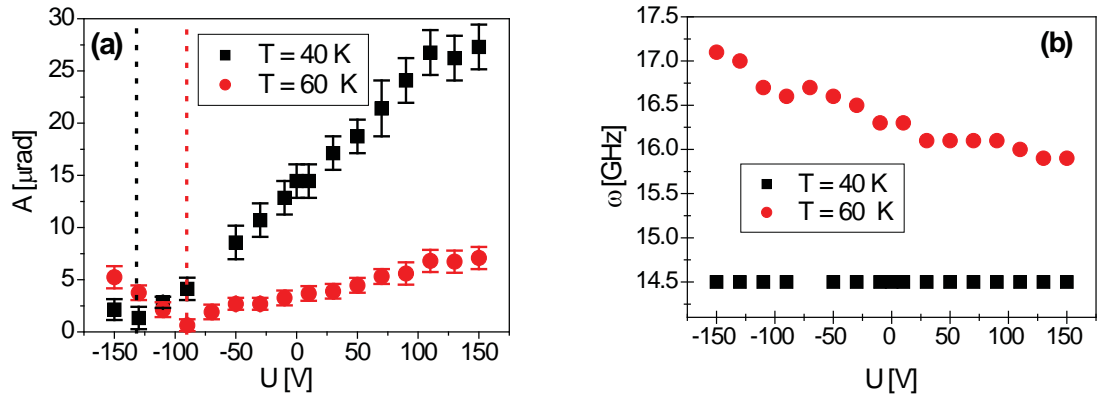 (a)
T = 40 K
T = 60 K
A [μrad]
30
25
20
15
10
5
0
-150 -100 -50 0 50 100 150
U [V]
(b)
T = 40 K
T = 60 K
ω [GHz]
17.5
17.0
16.5
16.0
15.5
15.0
14.5
-150 -100 -50 0 50 100 150
U [V]